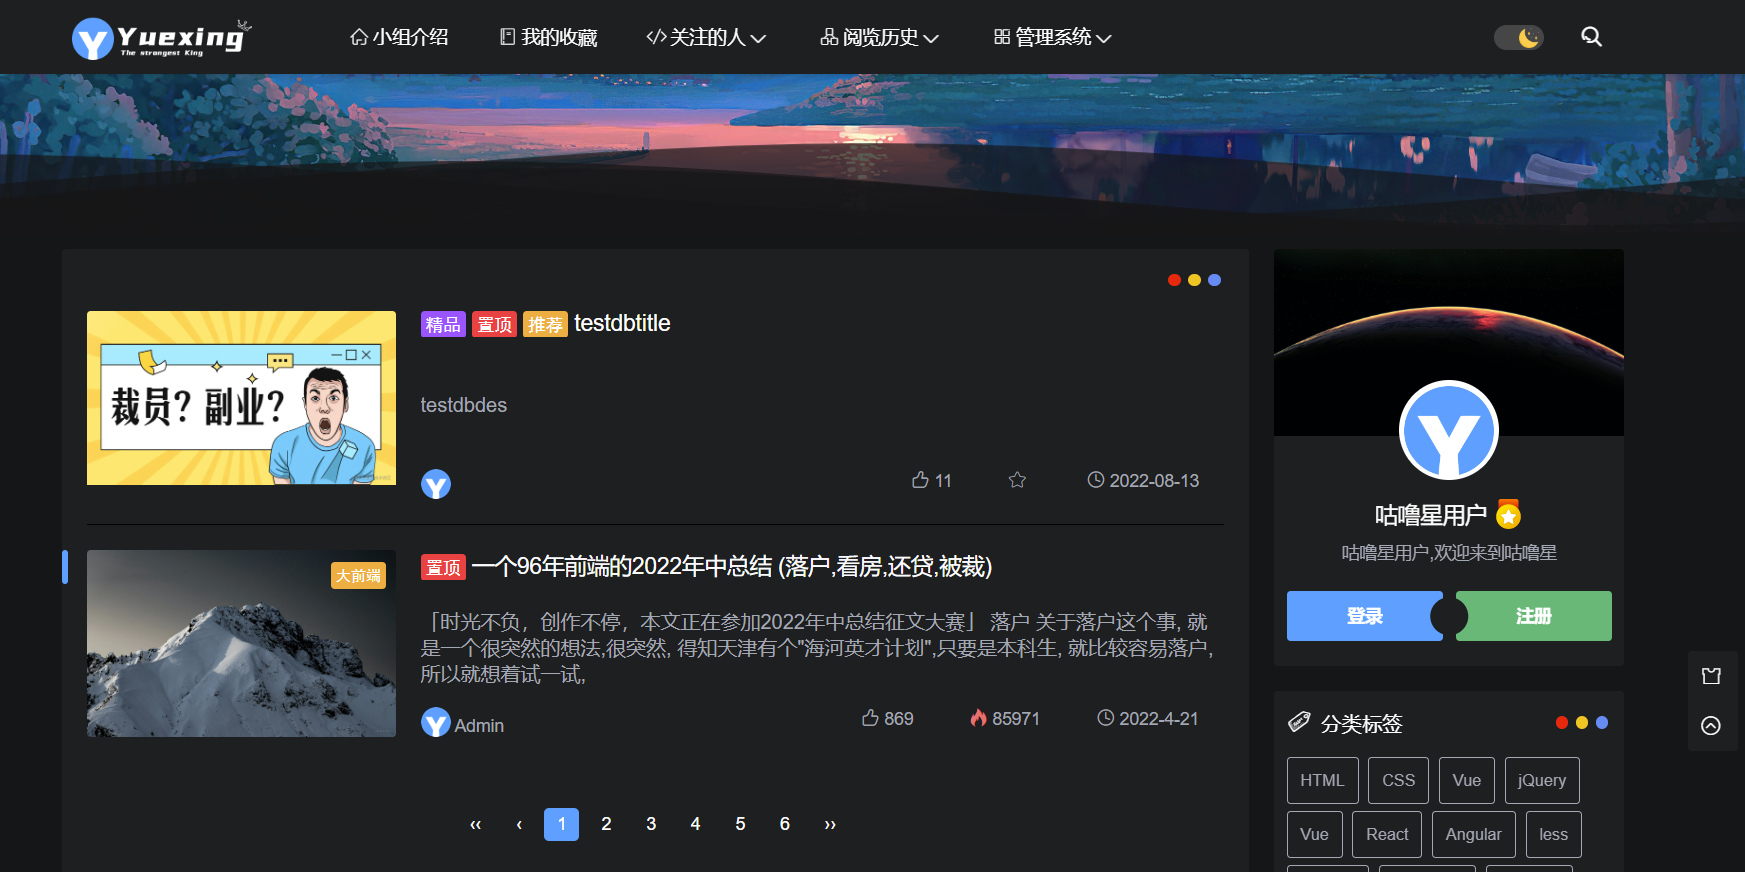 Yuexing
The strongest King
小组介绍
我的收藏
关注的人
阅览历史
管理系统
裁员？副业？
精品 置顶 推荐 testdbtitle
testdbdes
11
2022-08-13
大前端
置顶 一个96年前端的2022年中总结 (落户,看房,还贷,被裁)
「时光不负，创作不停，本文正在参加2022年中总结征文大赛」 落户 关于落户这个事, 就
是一个很突然的想法,很突然, 得知天津有个"海河英才计划",只要是本科生, 就比较容易落户,
所以就想着试一试,
Admin
869
85971
2022-4-21
‹‹ ‹ 1 2 3 4 5 6 ››
咕噜星用户
咕噜星用户,欢迎来到咕噜星
登录
注册
分类标签
HTML CSS Vue jQuery
Vue React Angular less